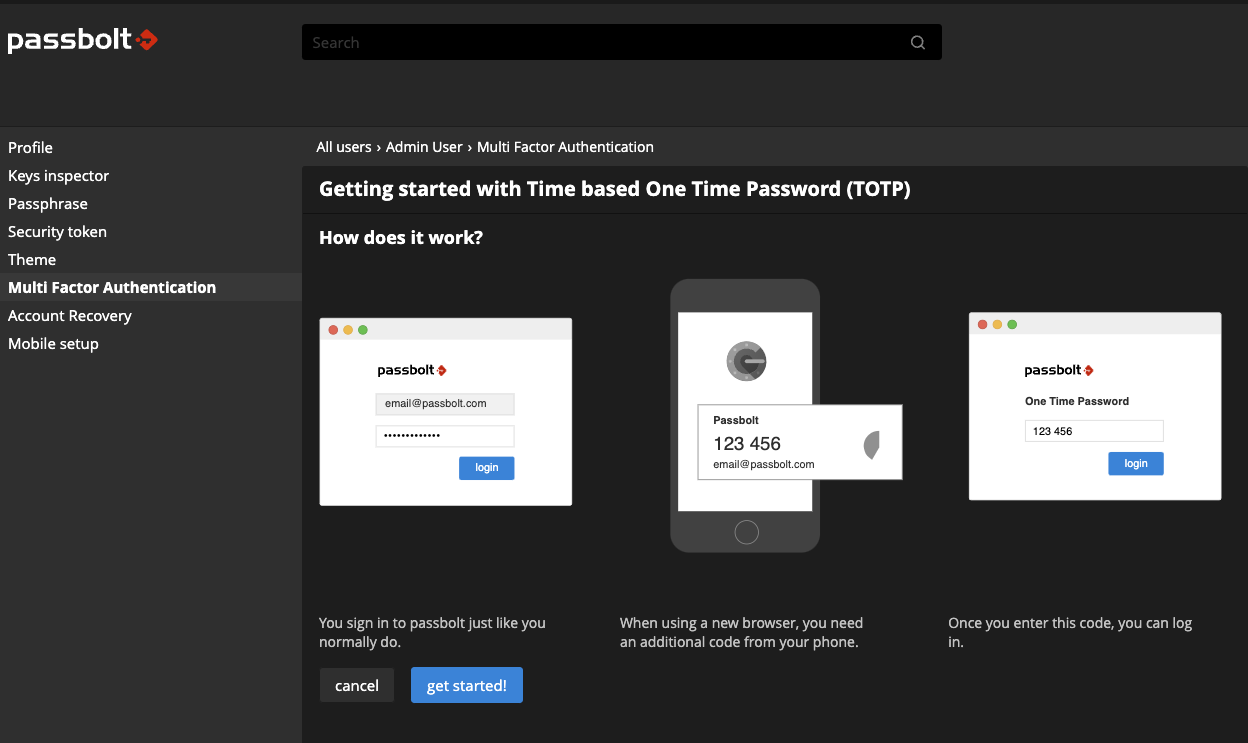 passbolt
Search
Profile
Keys inspector
Passphrase
Security token
Theme
Multi Factor Authentication
Account Recovery
Mobile setup
All users › Admin User › Multi Factor Authentication
Getting started with Time based One Time Password (TOTP)
How does it work?
passbolt
email@passbolt.com
login
Passbolt
123 456
email@passbolt.com
passbolt
One Time Password
123 456
login
You sign in to passbolt just like you
normally do.
When using a new browser, you need
an additional code from your phone.
Once you enter this code, you can log
in.
cancel
get started!